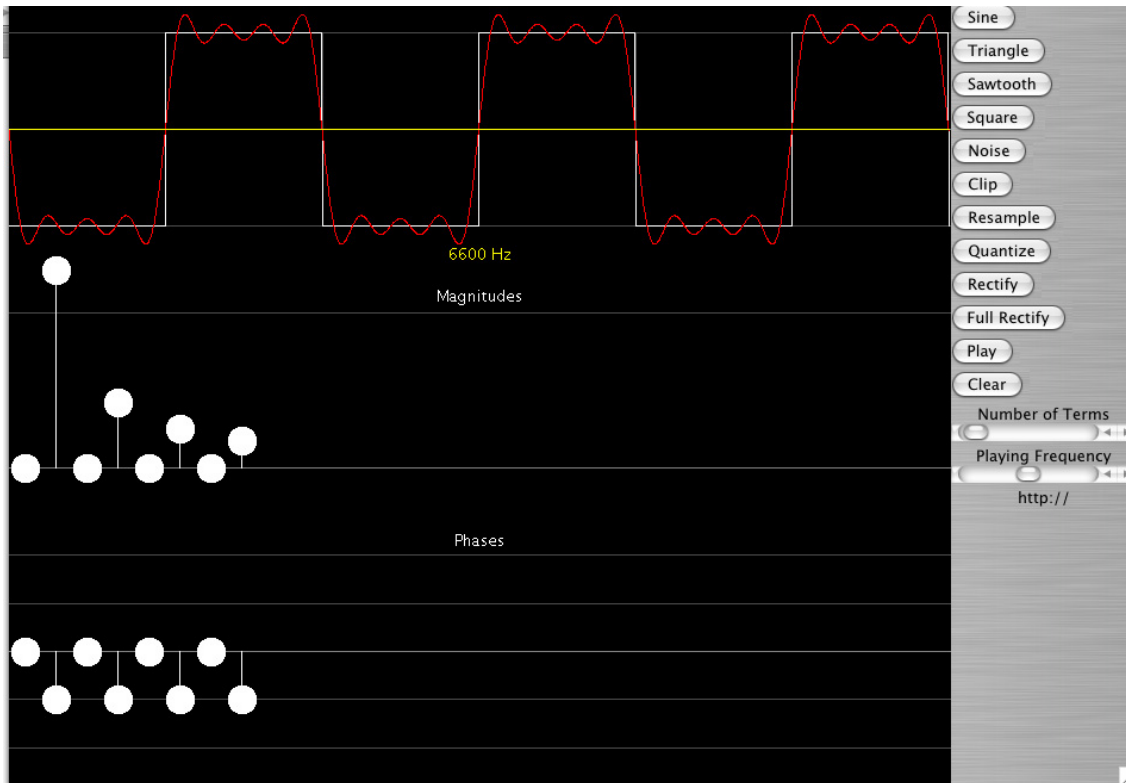 6600 Hz
Magnitudes
Phases
Sine
Triangle
Sawtooth
Square
Noise
Clip
Resample
Quantize
Rectify
Full Rectify
Play
Clear
Number of Terms
Playing Frequency
http://